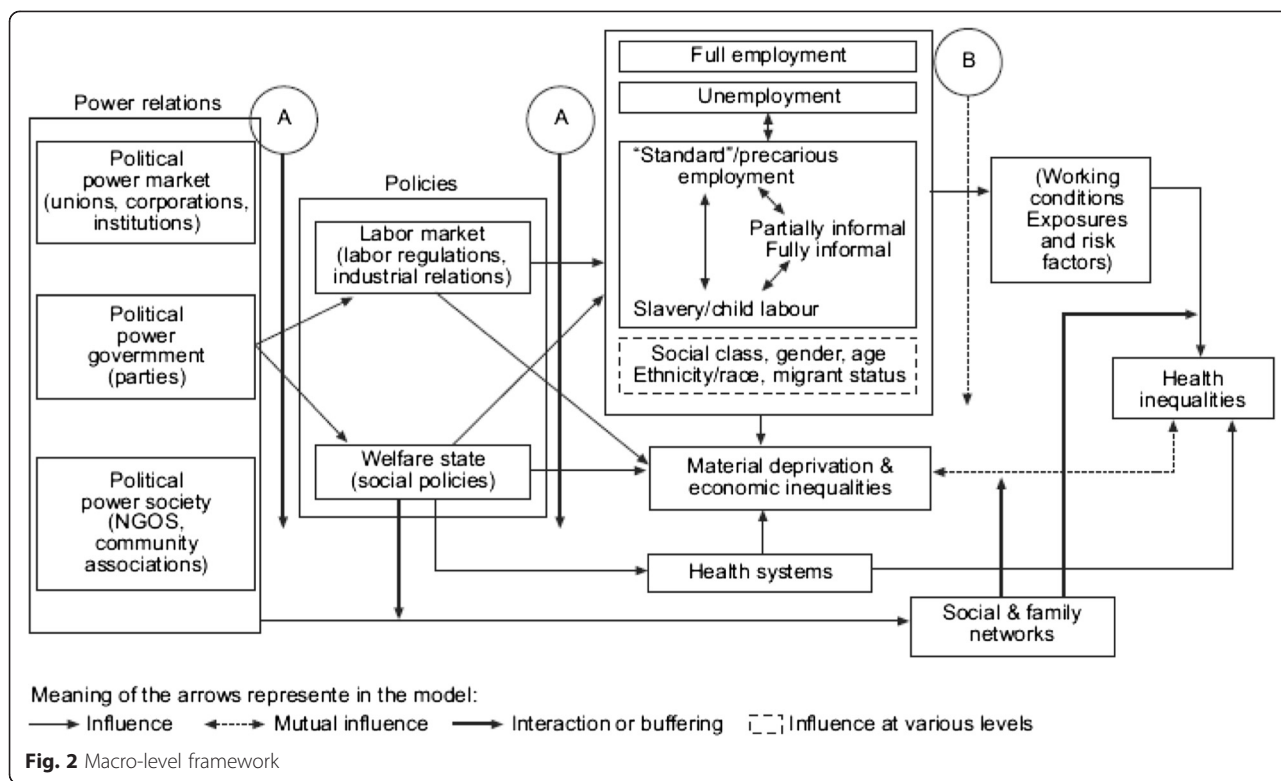 Power relations
A
Political
power market
(unions, corporations,
institutions)
Political
power
govermment
(parties)
Political
power society
(NGOS,
community
associations)
Policies
Labor market
(labor regulations,
industrial relations)
Welfare state
(social policies)
A
Full employment
Unemployment
“Standard”/precarious
employment
Partially informal
Fully informal
Slavery/child labour
Social class, gender, age
Ethnicity/race, migrant status
B
(Working
conditions
Exposures
and risk
factors)
Health
inequalities
Material deprivation &
economic inequalities
Health systems
Social & family
networks
Meaning of the arrows represente in the model:
Influence Mutual influence Interaction or buffering Influence at various levels
Fig. 2 Macro-level framework